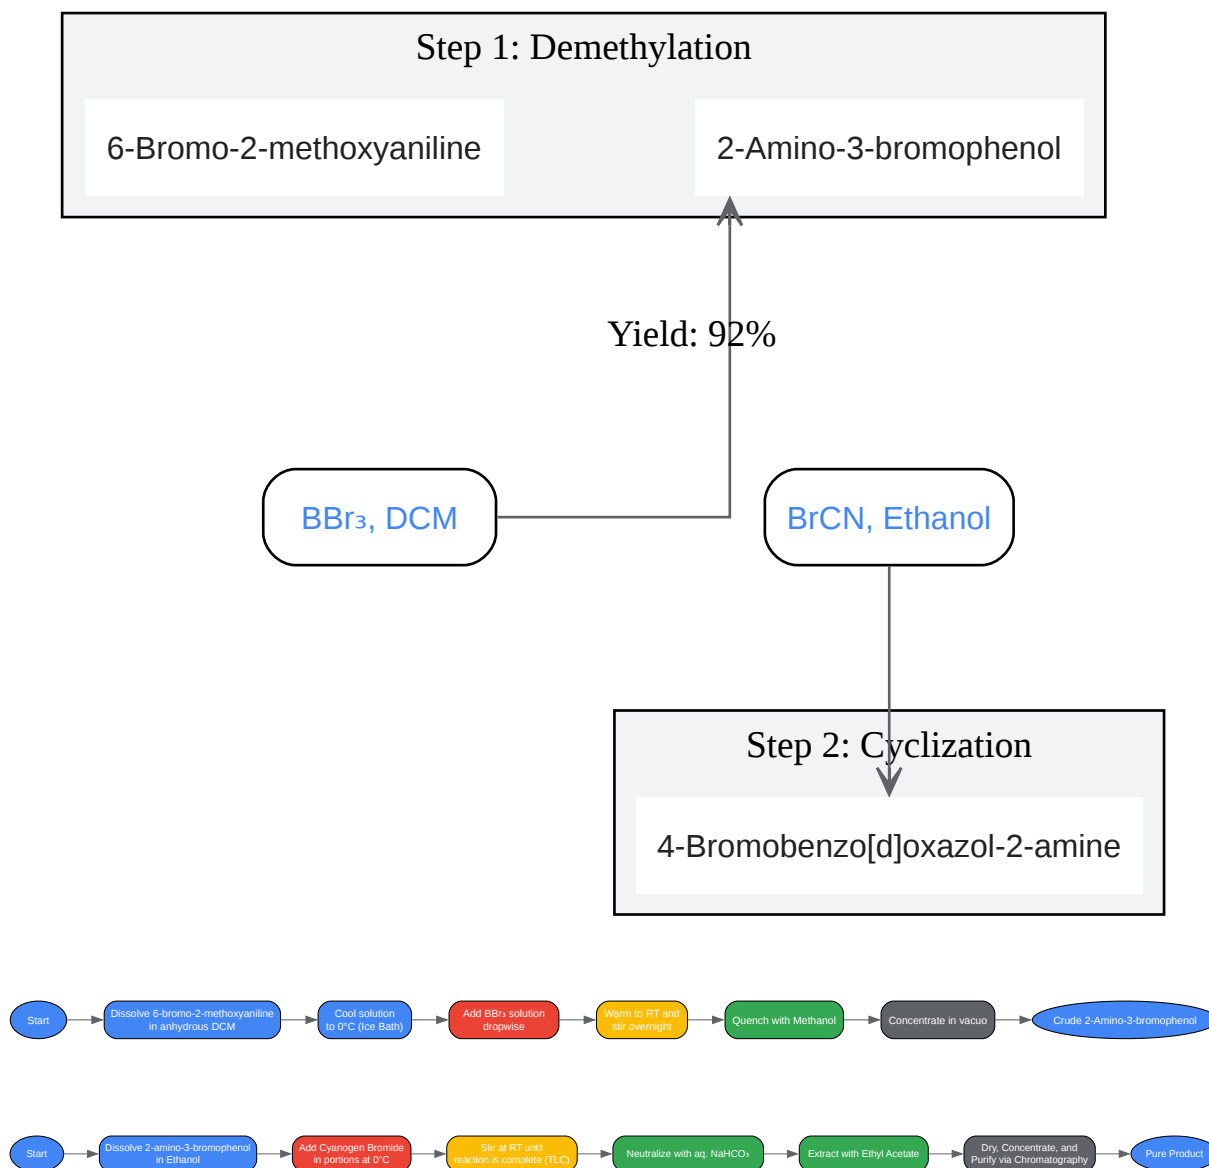 Step 1: Demethylation
6-Bromo-2-methoxyaniline
2-Amino-3-bromophenol
Yield: 92%
BBr₃, DCM
BrCN, Ethanol
Step 2: Cyclization
4-Bromobenzo[d]oxazol-2-amine
Start
Dissolve 6-bromo-2-methoxyaniline
in anhydrous DCM
Cool solution
to 0°C (Ice Bath)
Add BBr₃ solution
dropwise
Warm to RT and
stir overnight
Quench with Methanol
Concentrate in vacuo
Crude 2-Amino-3-bromophenol
Start
Dissolve 2-amino-3-bromophenol
in Ethanol
Add Cyanogen Bromide
in portions at 0°C
Stir at RT until
reaction is complete (TLC)
Neutralize with aq. NaHCO₃
Extract with Ethyl Acetate
Dry, Concentrate, and
Purify via Chromatography
Pure Product